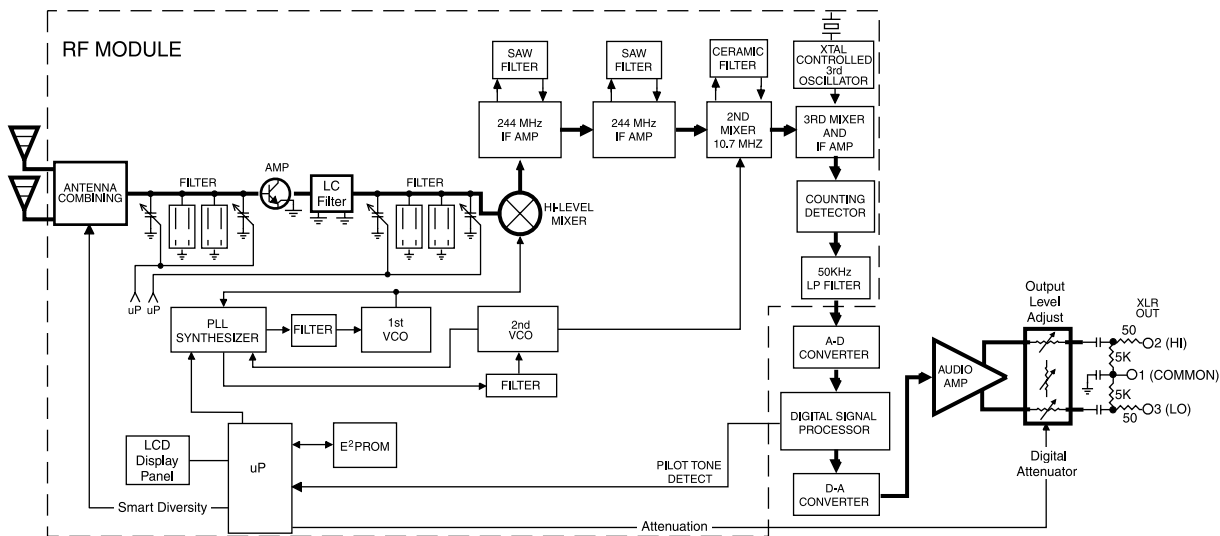 RF MODULE
SAW
FILTER
SAW
FILTER
CERAMIC
FILTER
XTAL
CONTROLLED
3rd
OSCILLATOR
244 MHz
IF AMP
244 MHz
IF AMP
2ND
MIXER
10.7 MHZ
3RD MIXER
AND
IF AMP
ANTENNA
COMBINING
FILTER
AMP
LC
Filter
FILTER
HI-LEVEL
MIXER
COUNTING
DETECTOR
50KHz
LP FILTER
uP
uP
PLL
SYNTHESIZER
FILTER
1st
VCO
2nd
VCO
FILTER
A-D
CONVERTER
Output
Level
Adjust
XLR
OUT
AUDIO
AMP
50
2 (HI)
5K
1 (COMMON)
5K
3 (LO)
50
Digital
Attenuator
DIGITAL SIGNAL
PROCESSOR
LCD
Display
Panel
uP
E2PROM
PILOT TONE
DETECT
D-A
CONVERTER
Smart Diversity
Attenuation